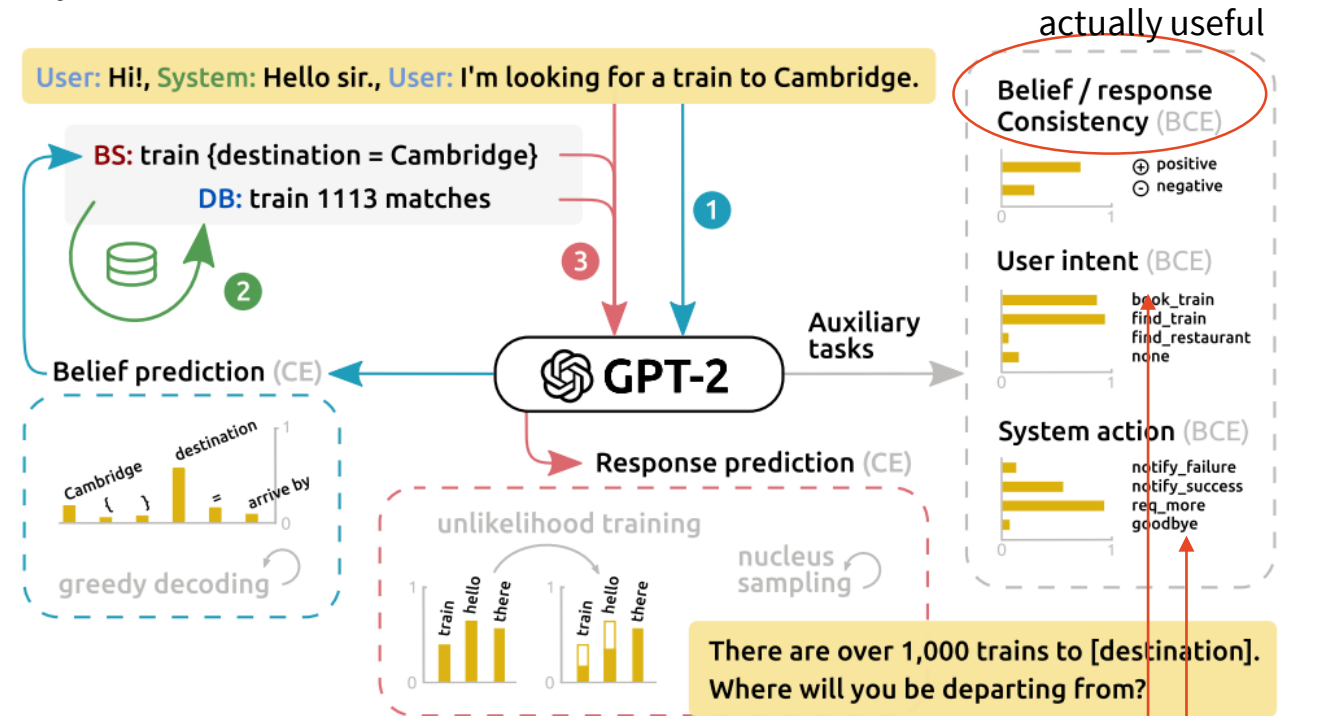 actually useful
User: Hi!, System: Hello sir., User: I'm looking for a train to Cambridge.
BS: train {destination = Cambridge}
DB: train 1113 matches
1
3
2
Belief prediction (CE)
GPT-2
Auxiliary
tasks
Response prediction (CE)
Cambridge
{
}
destination
=
arrive by
1
0
greedy decoding
unlikelihood training
nucleus
sampling
1
train
hello
there
0
1
train
hello
there
0
There are over 1,000 trains to [destination].
Where will you be departing from?
Belief / response
Consistency (BCE)
+ positive
- negative
0 1
User intent (BCE)
book_train
find_train
find_restaurant
none
0 1
System action (BCE)
notify_failure
notify_success
req_more
goodbye
0 1